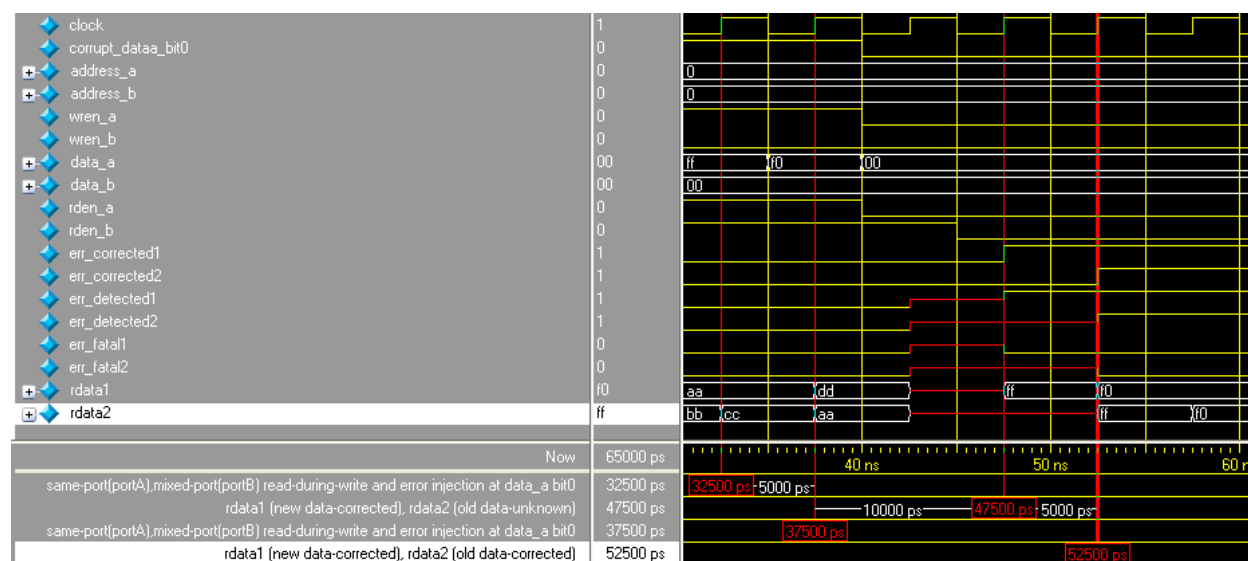 clock 1
corrupt_dataa_bit0 0
address_a 0 0
address_b 0 0
wren_a 0
wren_b 0
data_a 00 ff f0 00
data_b 00 00
rden_a 0
rden_b 0
err_corrected1 1
err_corrected2 1
err_detected1 1
err_detected2 1
err_fatal1 0
err_fatal2 0
rdata1 f0 aa dd ff f0
rdata2 ff bb cc aa ff f0
Now 65000 ps 40 ns 50 ns 60 n
same-port(portA),mixed-port(portB) read-during-write and error injection at data_a bit0 32500 ps 32500 ps 5000 ps
rdata1 (new data-corrected), rdata2 (old data-unknown) 47500 ps 10000 ps 47500 ps 5000 ps
same-port(portA),mixed-port(portB) read-during-write and error injection at data_a bit0 37500 ps 37500 ps
rdata1 (new data-corrected), rdata2 (old data-corrected) 52500 ps 52500 ps